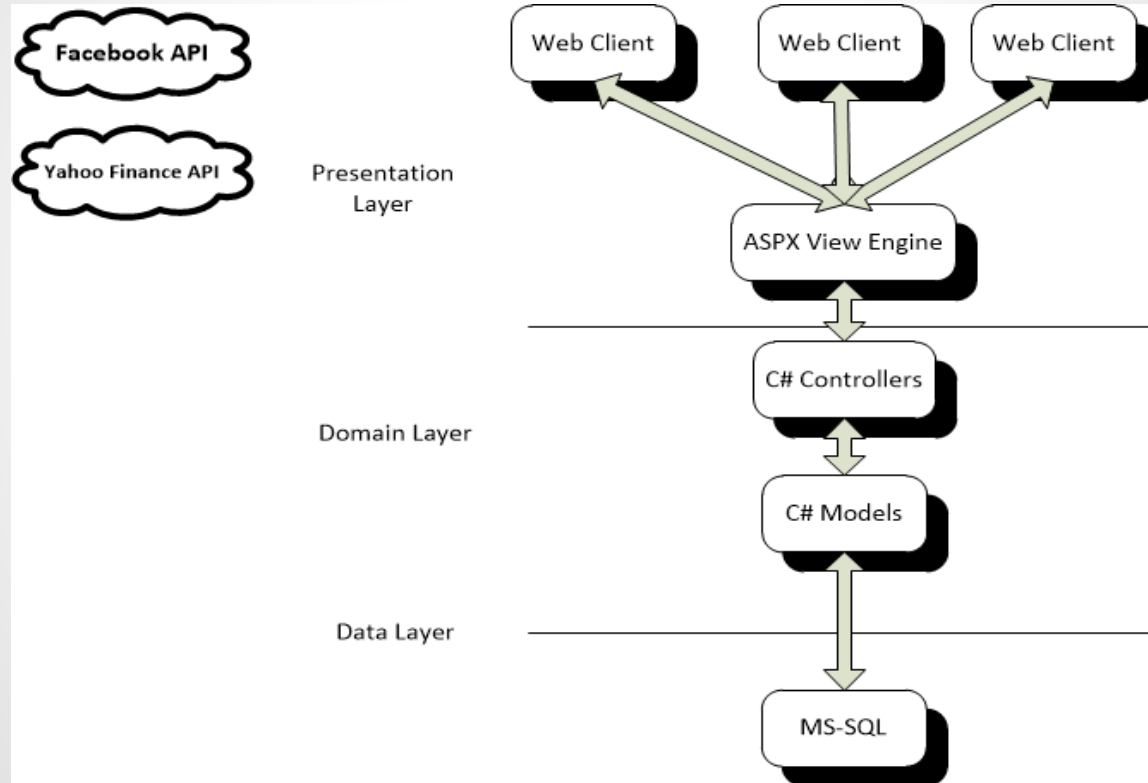 Facebook API
Yahoo Finance API
Web Client
Web Client
Web Client
Presentation
Layer
ASPX View Engine
C# Controllers
Domain Layer
C# Models
Data Layer
MS-SQL